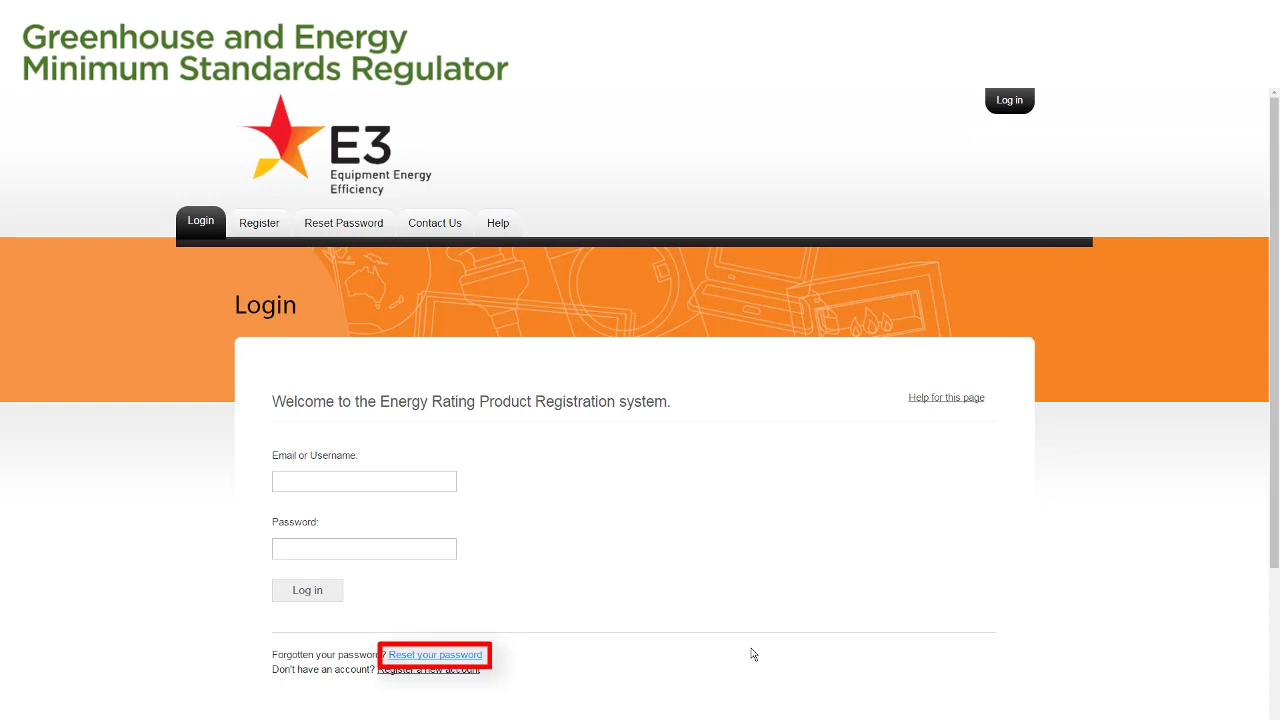 Greenhouse and Energy
Minimum Standards Regulator
Log in
E3
Equipment Energy
Efficiency
Login
Register
Reset Password
Contact Us
Help
Login
Welcome to the Energy Rating Product Registration system.
Help for this page
Email or Username:
Password:
Log in
Forgotten your password? Reset your password
Don't have an account? Register a new account